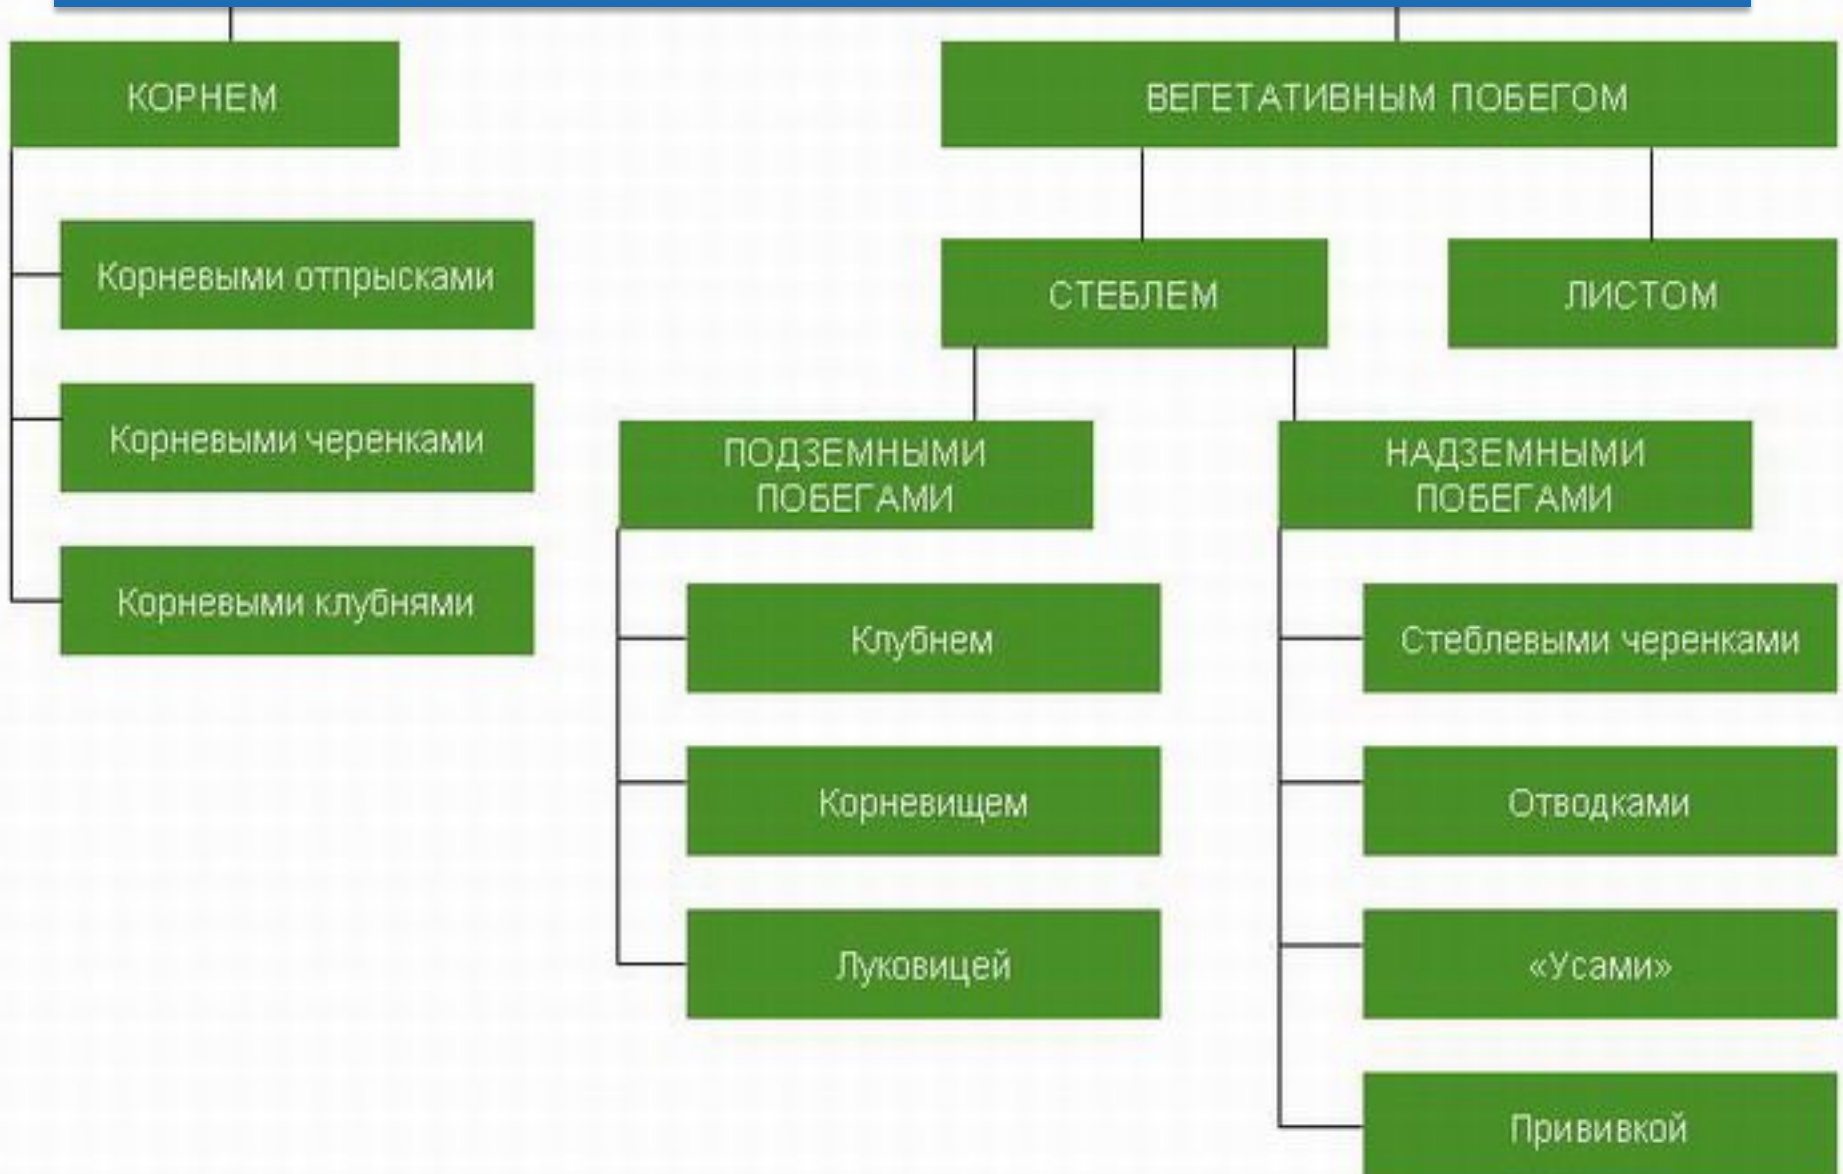 КОРНЕМ
Корневыми отпрысками
Корневыми черенками
Корневыми клубнями
ВЕГЕТАТИВНЫМ ПОБЕГОМ
СТЕБЛЕМ
ЛИСТОМ
ПОДЗЕМНЫМИ
ПОБЕГАМИ
Клубнем
Корневищем
Луковицей
НАДЗЕМНЫМИ
ПОБЕГАМИ
Стеблевыми черенками
Отводками
«Усами»
Прививкой